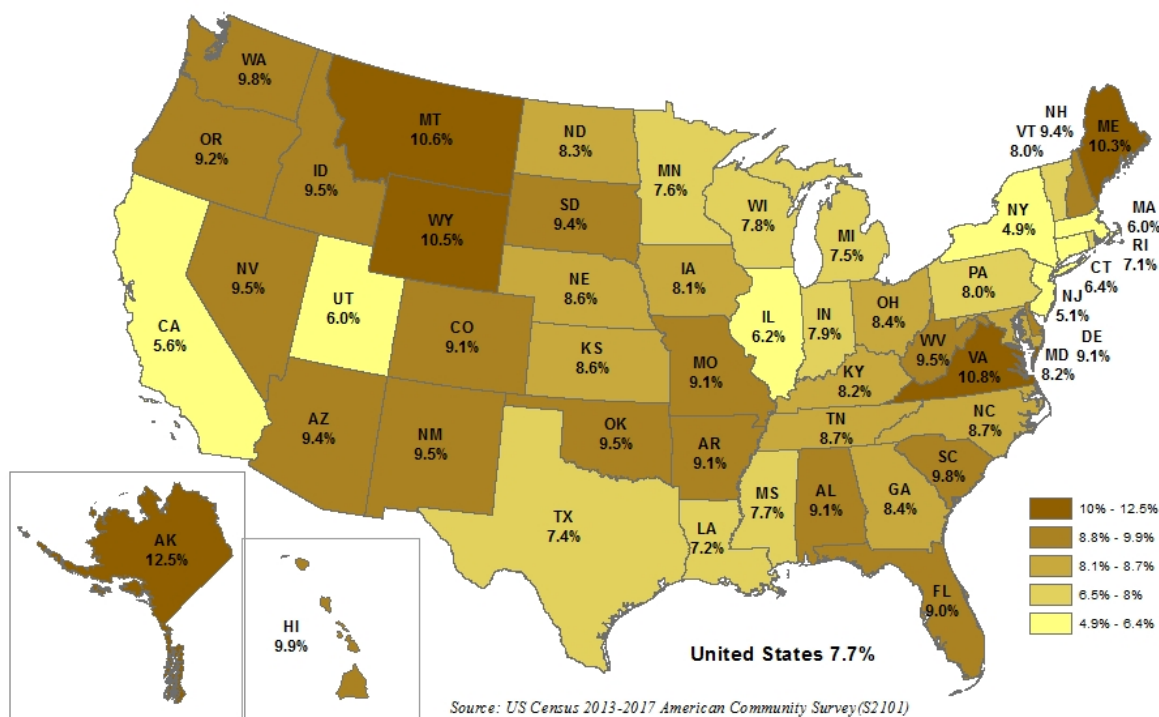 WA
9.8%
OR
9.2%
ID
9.5%
MT
10.6%
WY
10.5%
ND
8.3%
SD
9.4%
MN
7.6%
WI
7.8%
MI
7.5%
NH
VT 9.4%
8.0%
ME
10.3%
NY
4.9%
MA
6.0%
RI
7.1%
CT
6.4%
NJ
5.1%
DE
9.1%
MD
8.2%
CA
5.6%
NV
9.5%
UT
6.0%
CO
9.1%
NE
8.6%
KS
8.6%
IA
8.1%
MO
9.1%
IL
6.2%
IN
7.9%
OH
8.4%
PA
8.0%
WV
9.5%
VA
10.8%
KY
8.2%
TN
8.7%
NC
8.7%
SC
9.8%
AZ
9.4%
NM
9.5%
OK
9.5%
AR
9.1%
TX
7.4%
LA
7.2%
MS
7.7%
AL
9.1%
GA
8.4%
FL
9.0%
AK
12.5%
HI
9.9%
10% - 12.5%
8.8% - 9.9%
8.1% - 8.7%
6.5% - 8%
4.9% - 6.4%
United States 7.7%
Source: US Census 2013-2017 American Community Survey(S2101)